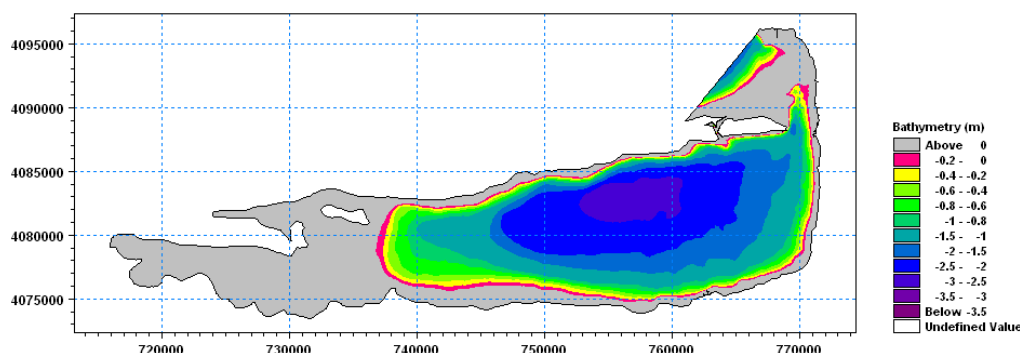 4095000
4090000
4085000
4080000
4075000
720000 730000 740000 750000 760000 770000
Bathymetry (m)
Above 0
-0.2 - 0
-0.4 - -0.2
-0.6 - -0.4
-0.8 - -0.6
-1 - -0.8
-1.5 - -1
-2 - -1.5
-2.5 - -2
-3 - -2.5
-3.5 - -3
Below -3.5
Undefined Value